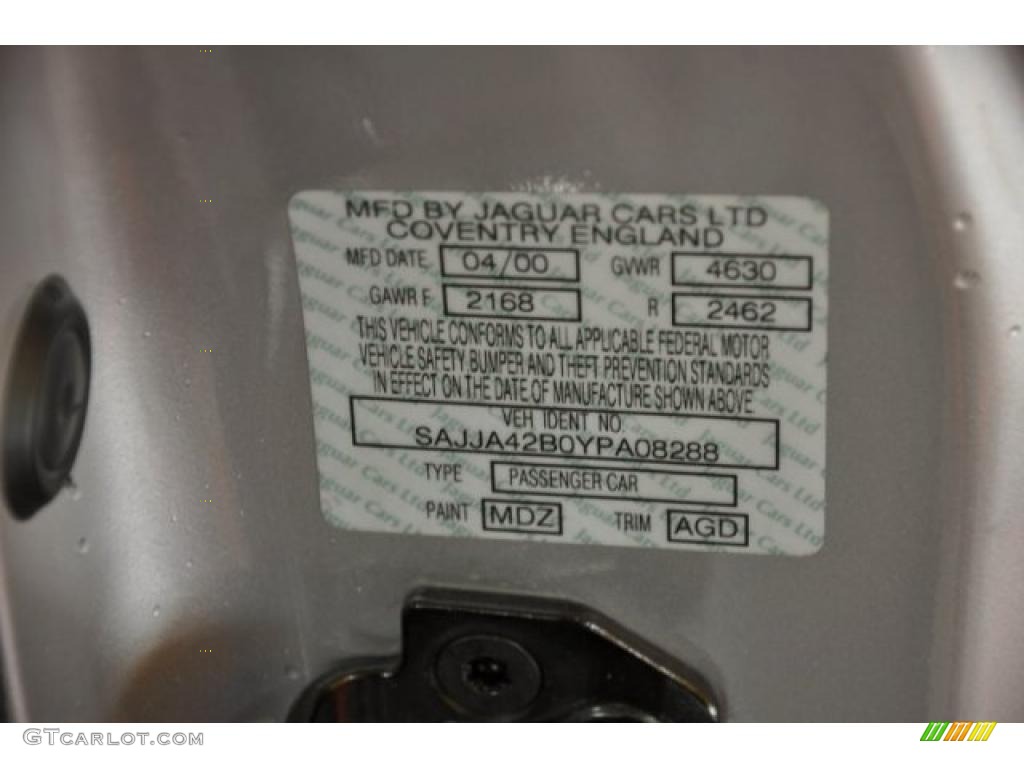 MFD BY JAGUAR CARS LTD
COVENTRY ENGLAND
MFD DATE 04/00 GVWR 4630
GAWR F 2168 R 2462
THIS VEHICLE CONFORMS TO ALL APPLICABLE FEDERAL MOTOR
VEHICLE SAFETY BUMPER AND THEFT PREVENTION STANDARDS
IN EFFECT ON THE DATE OF MANUFACTURE SHOWN ABOVE
VEH IDENT NO.
SAJJA42B0YPA08288
TYPE PASSENGER CAR
PAINT MDZ TRIM AGD
GTCARLOT.COM